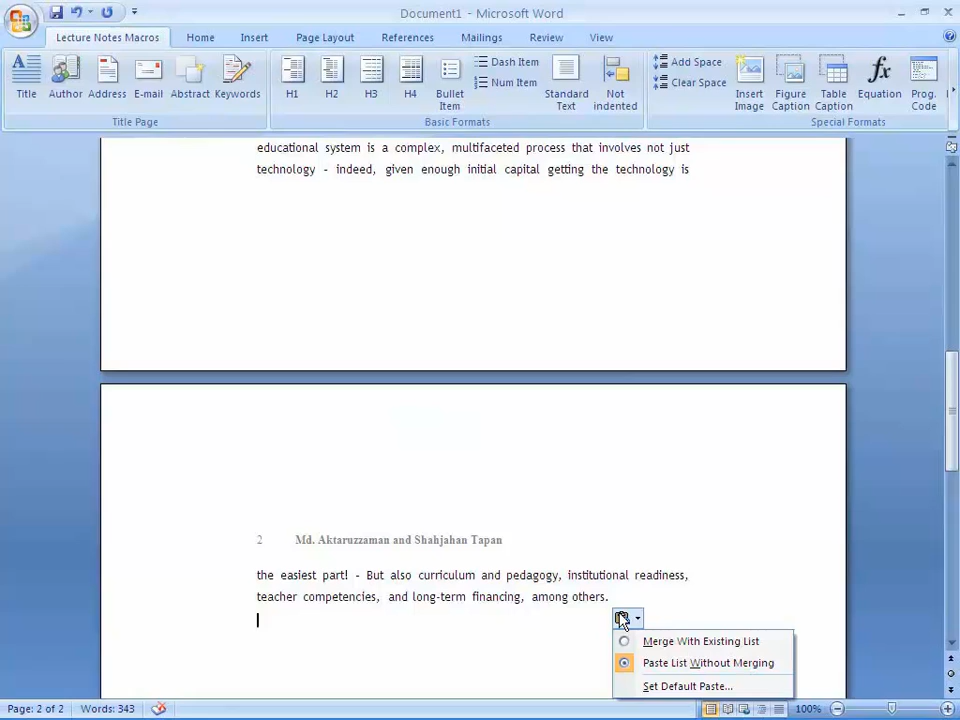 Document1 - Microsoft Word
Lecture Notes Macros Home Insert Page Layout References Mailings Review View
Title Author Address E-mail Abstract Keywords H1 H2 H3 H4 Bullet Item Dash Item Num Item Standard Text Not indented Add Space Clear Space Insert Image Figure Caption Table Caption Equation Prog. Code
Title Page Basic Formats Special Formats
educational system is a complex, multifaceted process that involves not just
technology - indeed, given enough initial capital getting the technology is
2 Md. Aktaruzzaman and Shahjahan Tapan
the easiest part! - But also curriculum and pedagogy, institutional readiness,
teacher competencies, and long-term financing, among others.
Merge With Existing List
Paste List Without Merging
Set Default Paste...
Page: 2 of 2 Words: 343 100%